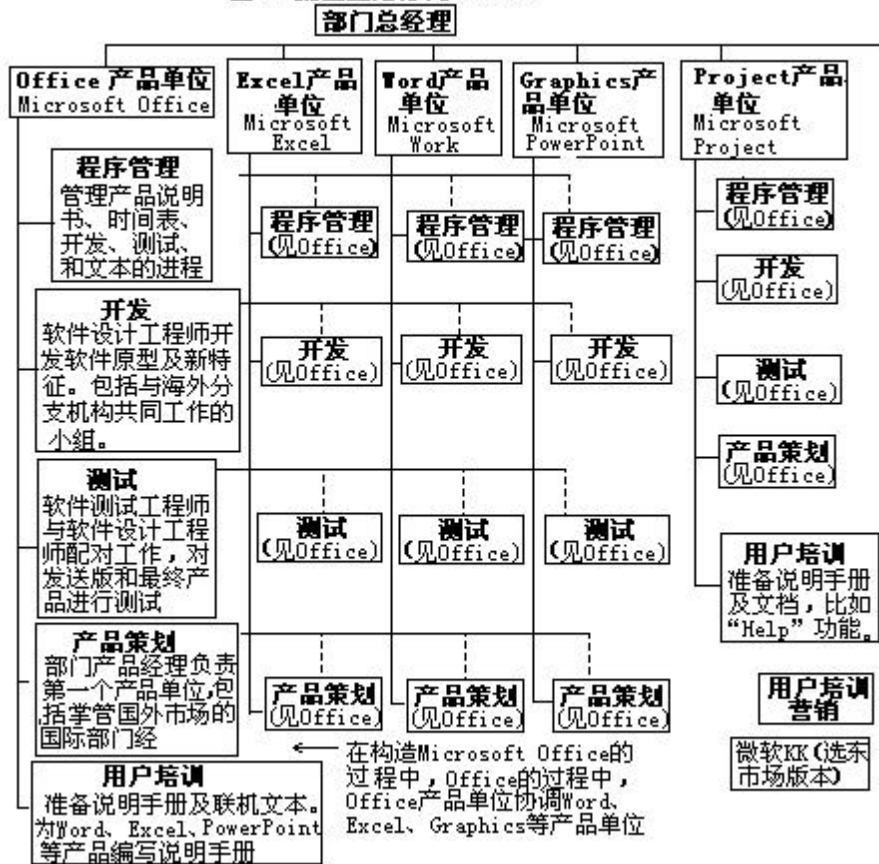 部门总经理
Office 产品单位
Microsoft Office
Excel产品
单位
Microsoft
Excel
Word产品
单位
Microsoft
Work
Graphics产
品单位
Microsoft
PowerPoint
Project产品
单位
Microsoft
Project
程序管理
管理产品说明
书、时间表、
开发、测试、
和文本的进程
程序管理
(见Office)
程序管理
(见Office)
程序管理
(见Office)
程序管理
(见Office)
开发
软件设计工程师开
发软件原型及新特
征。包括与海外分
支机构共同工作的
小组。
开发
(见Office)
开发
(见Office)
开发
(见Office)
开发
(见Office)
测试
软件测试工程师
与软件设计工程
师配对工作，对
发送版和最终产
品进行测试
测试
(见Office)
测试
(见Office)
测试
(见Office)
测试
(见Office)
产品策划
部门产品经理负责
第一个产品单位,包
括掌管国外市场的
国际部门经
产品策划
(见Office)
产品策划
(见Office)
产品策划
(见Office)
产品策划
(见Office)
用户培训
准备说明手册及联机文本。
为Word、Excel、PowerPoint
等产品编写说明手册
在构造Microsoft Office的
过程中，Office的过程中，
Office产品单位协调Word、
Excel、Graphics等产品单位
用户培训
准备说明手册
及文档，比如
“Help”功能。
用户培训
营销
微软KK(选东
市场版本)